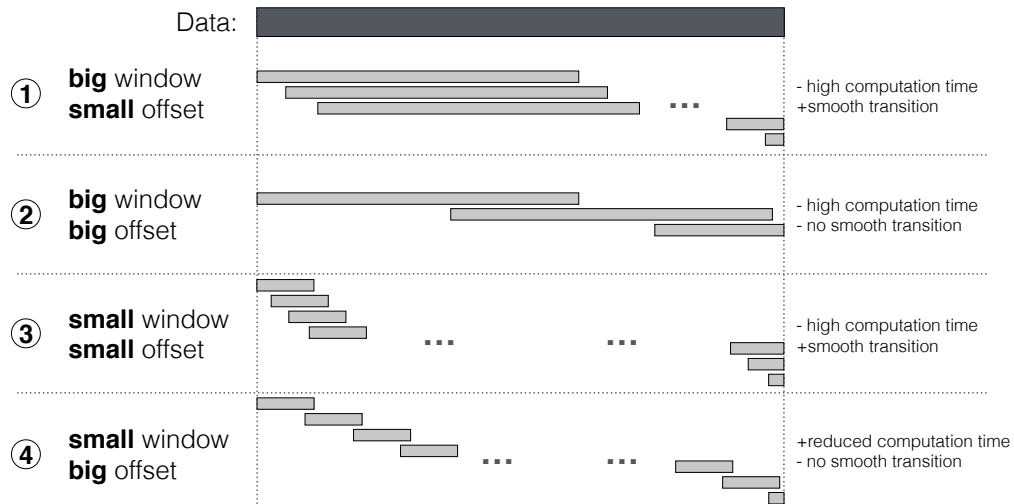 Data:
① big window
small offset
...
- high computation time
+smooth transition
② big window
big offset
- high computation time
- no smooth transition
③ small window
small offset
... ...
- high computation time
+smooth transition
④ small window
big offset
... ...
+reduced computation time
- no smooth transition